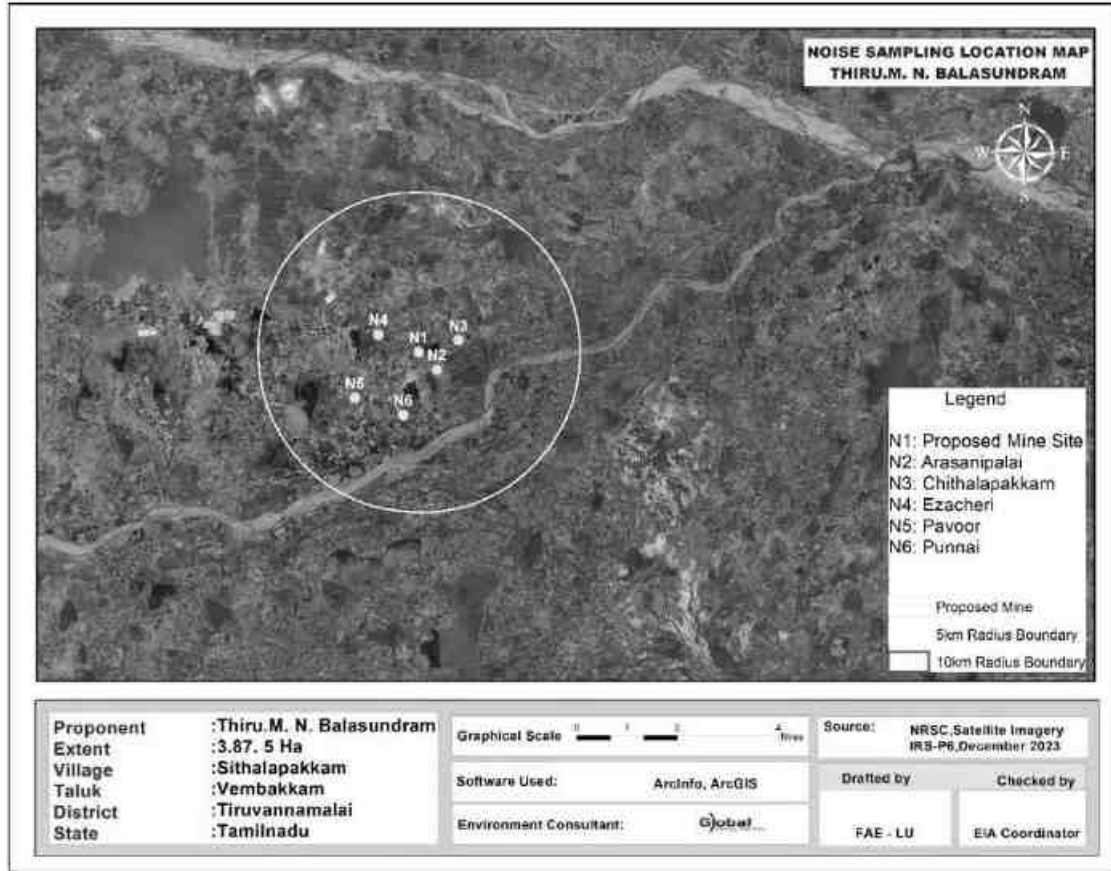 NOISE SAMPLING LOCATION MAP
THIRU.M. N. BALASUNDRAM
N
W E
S
N4
N3
N1
N2
N5
N6
Legend
N1: Proposed Mine Site
N2: Arasanipalai
N3: Chithalapakkam
N4: Ezacheri
N5: Pavoor
N6: Punnai
Proposed Mine
5km Radius Boundary
10km Radius Boundary
Proponent :Thiru.M. N. Balasundram
Extent :3.87. 5 Ha
Village :Sithalapakkam
Taluk :Vembakkam
District :Tiruvannamalai
State :Tamilnadu
Graphical Scale 0 1 2 4
Software Used: ArcInfo, ArcGIS
Environment Consultant: Global
Source: NRSC,Satellite Imagery
IRS-P6,December 2023
Drafted by Checked by
FAE - LU EIA Coordinator